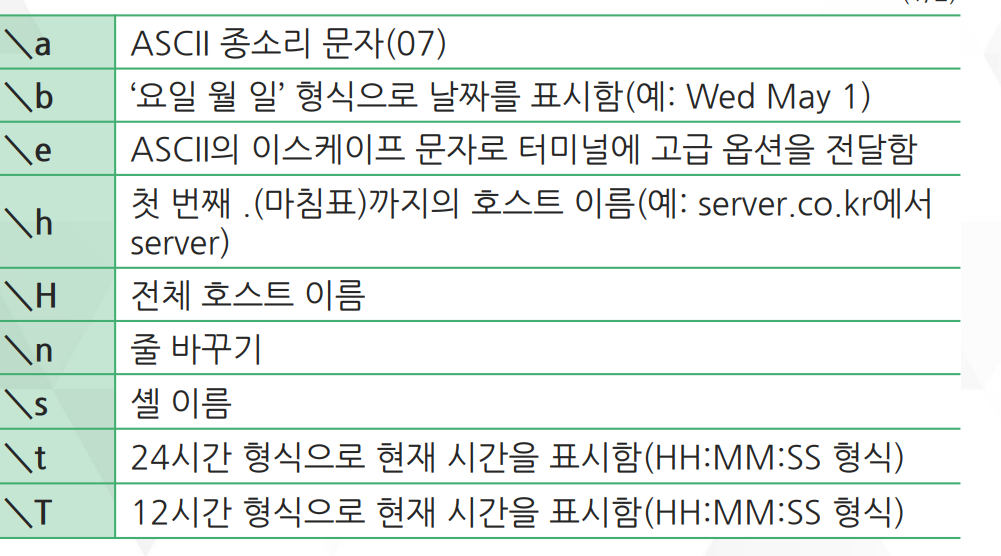 \a ASCII 종소리 문자(07)
\b ‘요일 월 일’ 형식으로 날짜를 표시함(예: Wed May 1)
\e ASCII의 이스케이프 문자로 터미널에 고급 옵션을 전달함
\h 첫 번째 .(마침표)까지의 호스트 이름(예: server.co.kr에서
server)
\H 전체 호스트 이름
\n 줄 바꾸기
\s 셸 이름
\t 24시간 형식으로 현재 시간을 표시함(HH:MM:SS 형식)
\T 12시간 형식으로 현재 시간을 표시함(HH:MM:SS 형식)